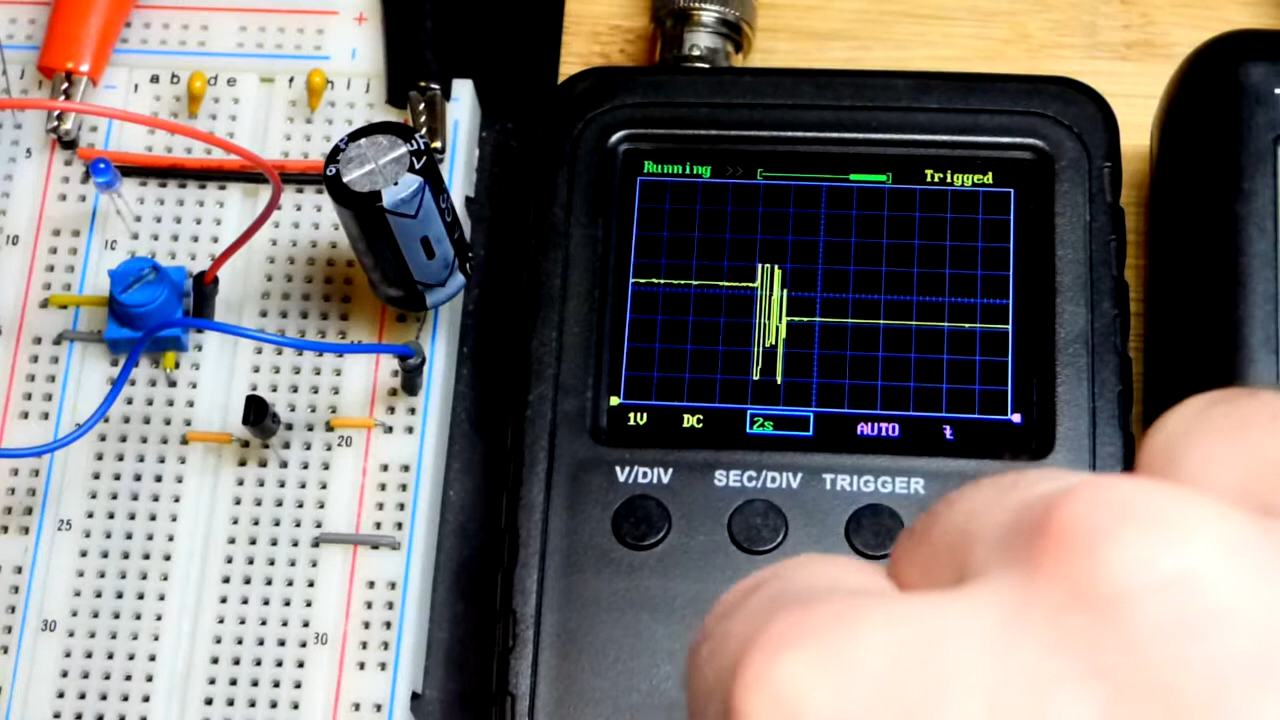 +
j a b d e f h i j
5
Running >> Trigged
10 10
1V DC 2s AUTO
20
V/DIV SEC/DIV TRIGGER
25
30 30